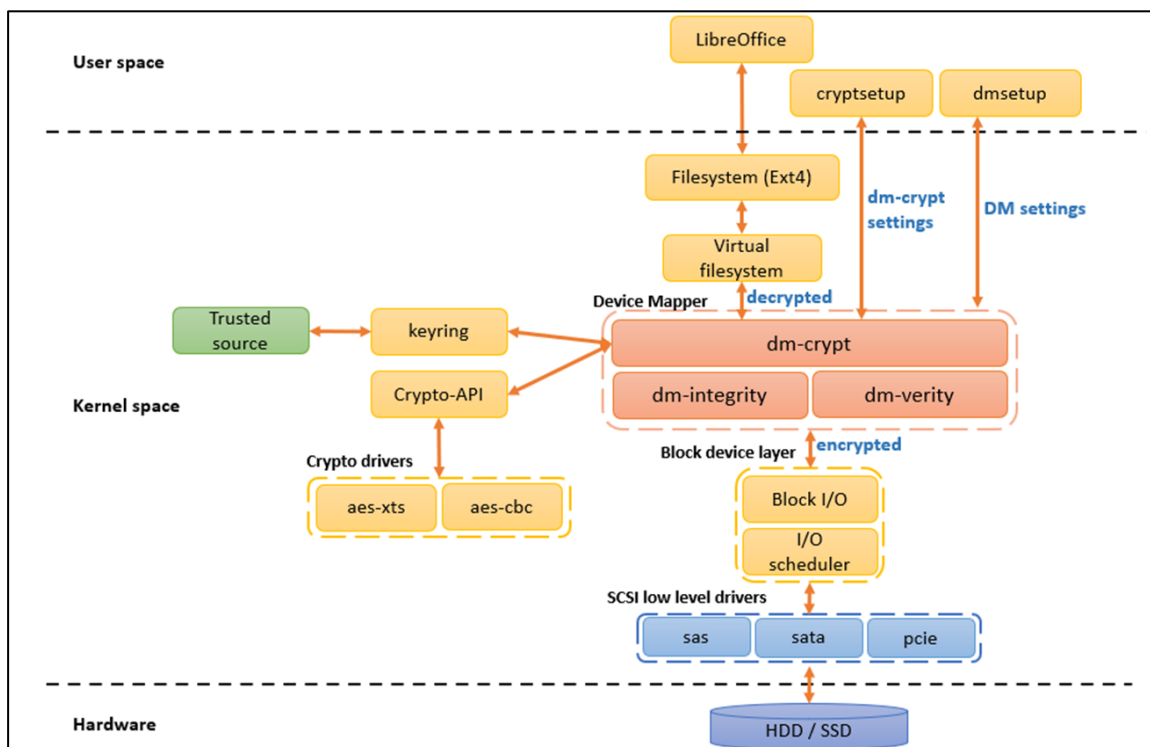 LibreOffice
User space
cryptsetup
dmsetup
Filesystem (Ext4)
dm-crypt
settings
DM settings
Virtual
filesystem
Device Mapper
decrypted
Trusted
source
keyring
dm-crypt
Crypto-API
dm-integrity
dm-verity
Kernel space
Block device layer
encrypted
Crypto drivers
aes-xts
aes-cbc
Block I/O
I/O
scheduler
SCSI low level drivers
sas
sata
pcie
Hardware
HDD / SSD